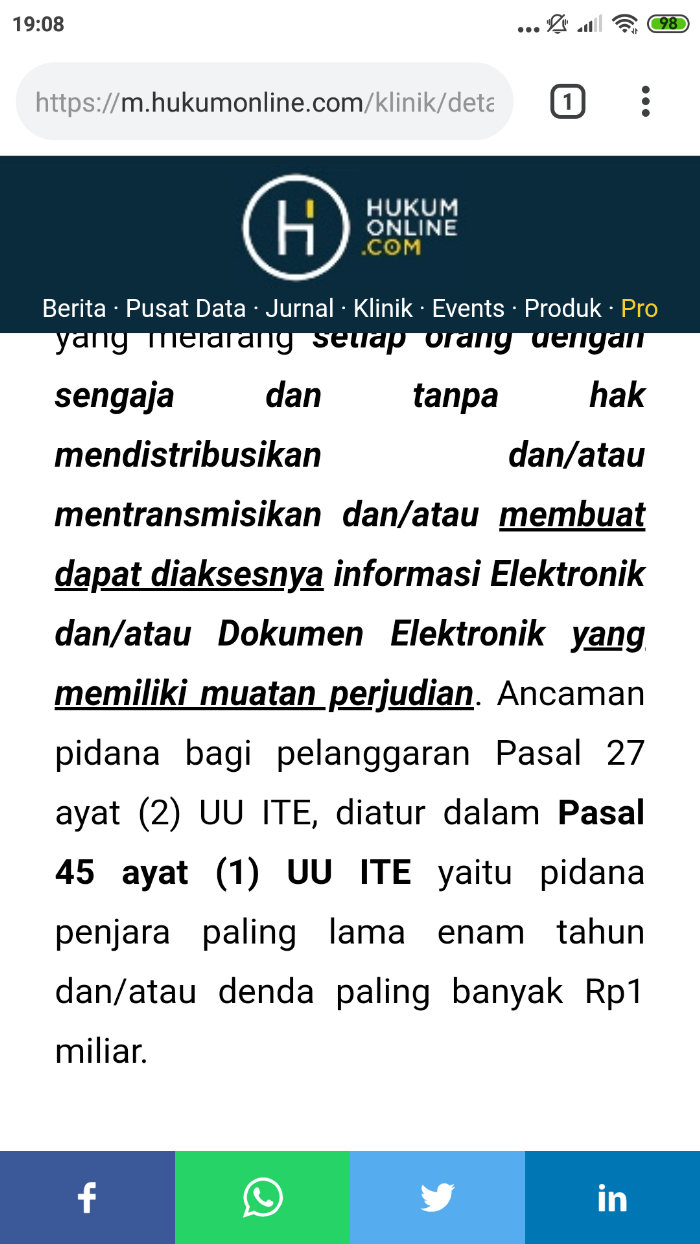 19:08
98
https://m.hukumonline.com/klinik/deta
1
HUKUM
ONLINE
.COM
Berita · Pusat Data · Jurnal · Klinik · Events · Produk · Pro
yang melarang setiap orang dengan
sengaja dan tanpa hak
mendistribusikan dan/atau
mentransmisikan dan/atau membuat
dapat diaksesnya informasi Elektronik
dan/atau Dokumen Elektronik yang
memiliki muatan perjudian. Ancaman
pidana bagi pelanggaran Pasal 27
ayat (2) UU ITE, diatur dalam Pasal
45 ayat (1) UU ITE yaitu pidana
penjara paling lama enam tahun
dan/atau denda paling banyak Rp1
miliar.